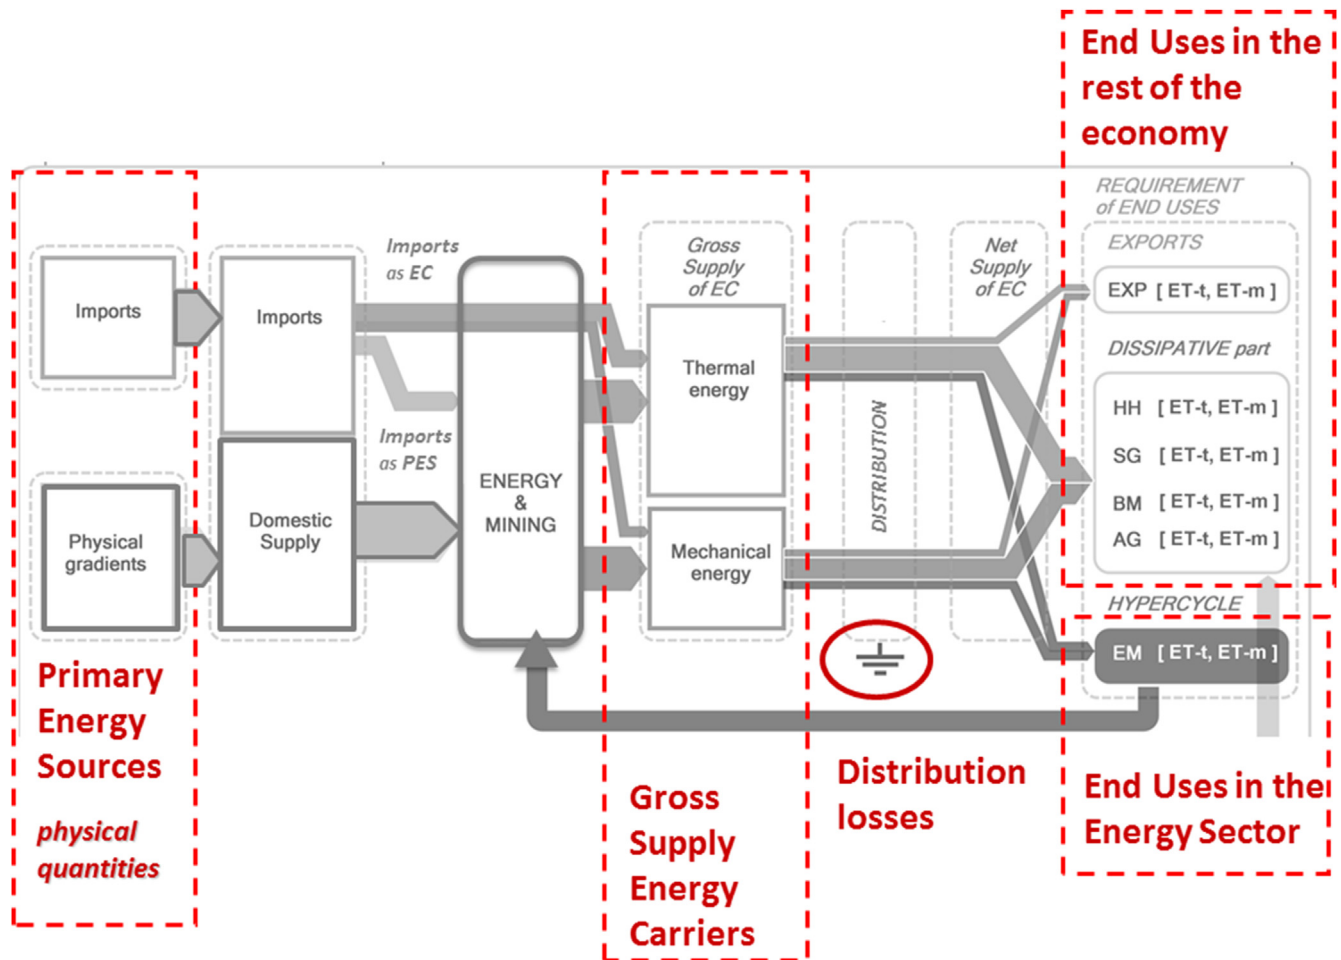 End Uses in the
rest of the
economy
REQUIREMENT
of END USES
EXPORTS
EXP [ ET-t, ET-m ]
DISSIPATIVE part
HH [ ET-t, ET-m ]
SG [ ET-t, ET-m ]
BM [ ET-t, ET-m ]
AG [ ET-t, ET-m ]
HYPERCYCLE
EM [ ET-t, ET-m ]
End Uses in the
Energy Sector
Imports
Physical
gradients
Primary
Energy
Sources
physical
quantities
Imports
Domestic
Supply
Imports
as EC
Imports
as PES
ENERGY
&
MINING
Gross
Supply
of EC
Thermal
energy
Mechanical
energy
Gross
Supply
Energy
Carriers
DISTRIBUTION
Distribution
losses
Net
Supply
of EC